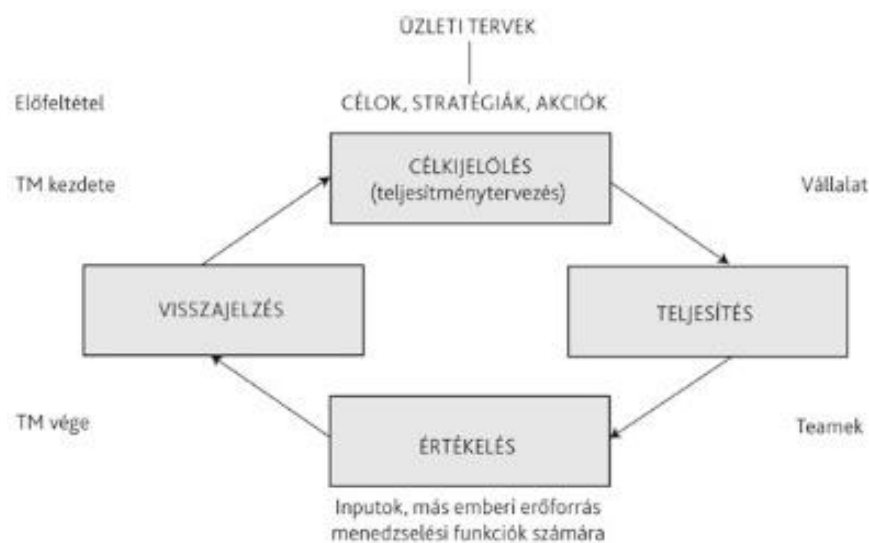 ÜZLETI TERVEK
Előfeltétel
CÉLOK, STRATÉGIÁK, AKCIÓK
TM kezdete
CÉLKIJELÖLÉS
(teljesítménytervezés)
Vállalat
VISSZAJELZÉS
TELJESÍTÉS
TM vége
ÉRTÉKELÉS
Teamek
Inputok, más emberi erőforrás
menedzselési funkciók számára